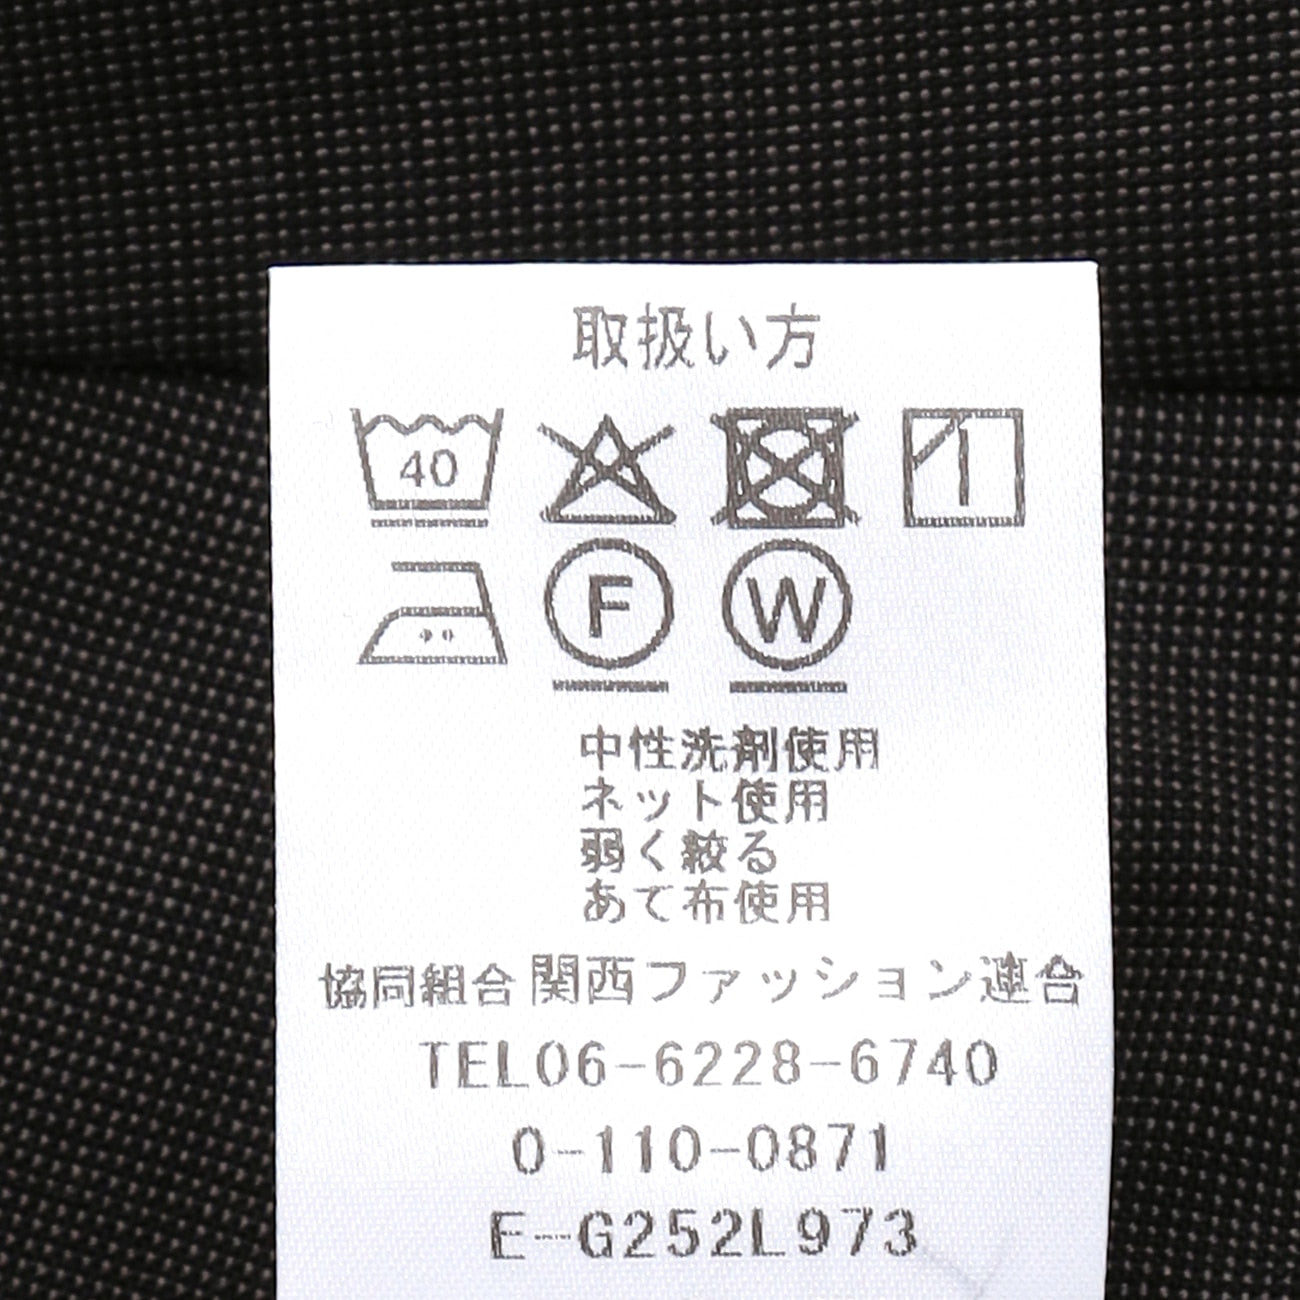 取扱い方
40
F W
中性洗剤使用
ネット使用
弱く絞る
あて布使用
協同組合関西ファッション連合
TEL06-6228-6740
0-110-0871
E-G252L973